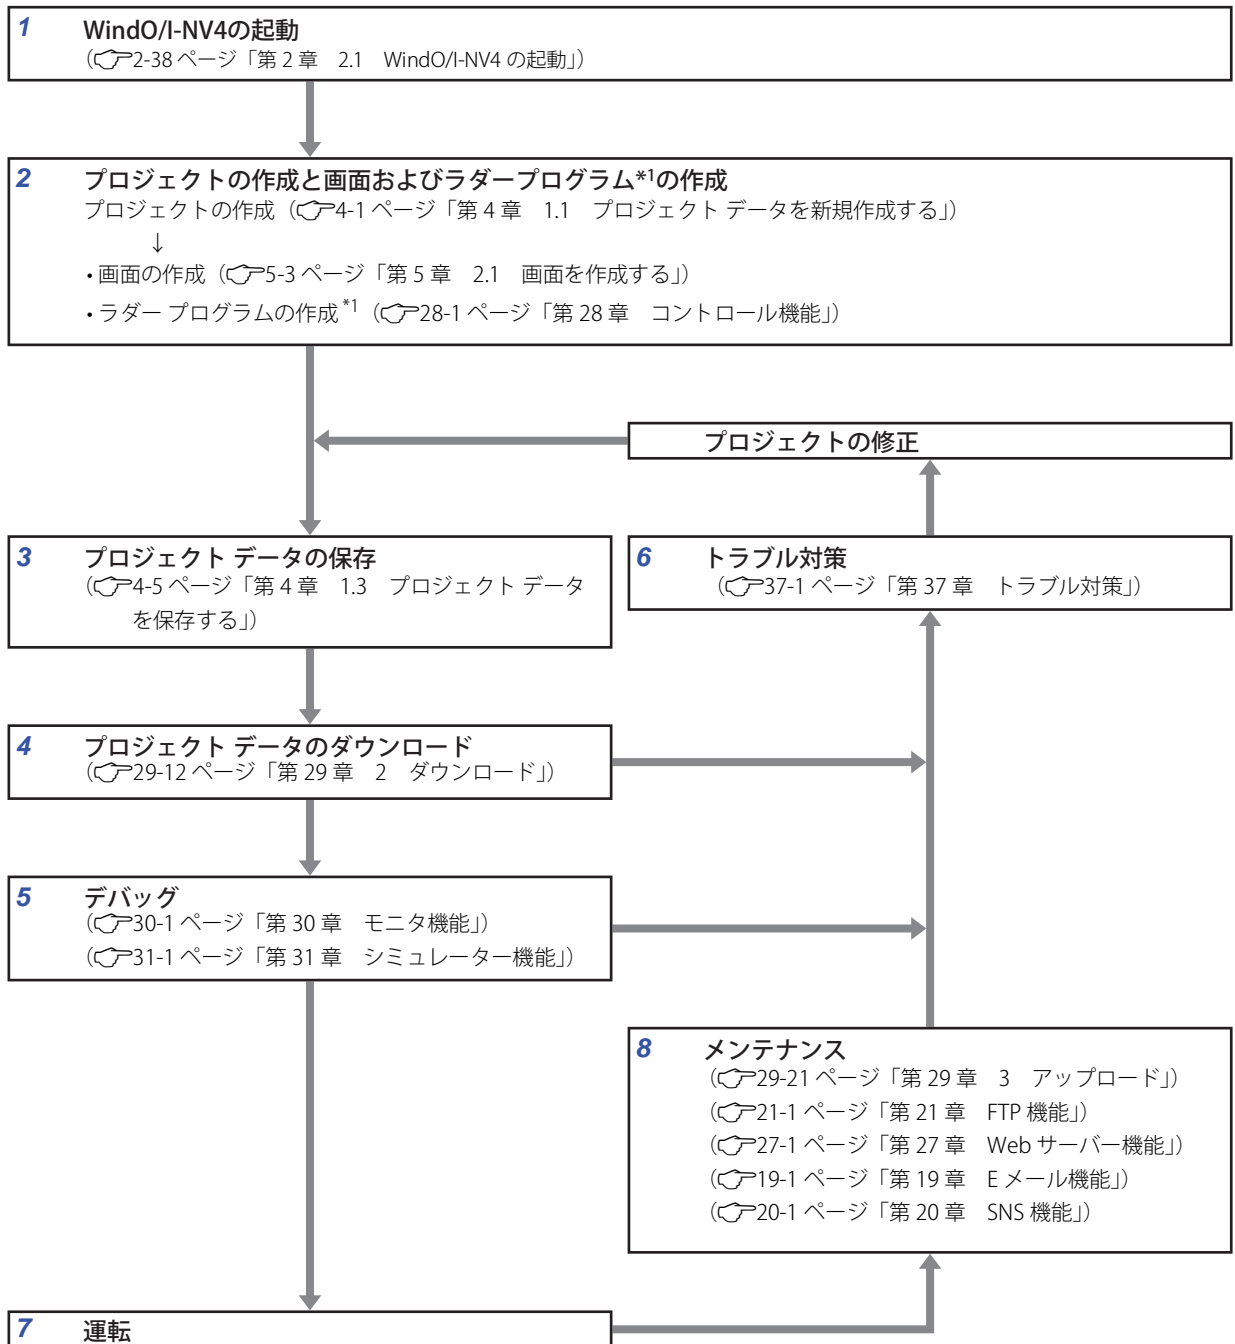 1 WindO/I-NV4の起動
（2-38 ページ「第 2 章　2.1　WindO/I-NV4 の起動」）
2 プロジェクトの作成と画面およびラダープログラム*1の作成
プロジェクトの作成（4-1 ページ「第 4 章　1.1　プロジェクト データを新規作成する」）
↓
・画面の作成（5-3 ページ「第 5 章　2.1　画面を作成する」）
・ラダー プログラムの作成*1（28-1 ページ「第 28 章　コントロール機能」）
プロジェクトの修正
3 プロジェクト データの保存
（4-5 ページ「第 4 章　1.3　プロジェクト データ
を保存する」）
6 トラブル対策
（37-1 ページ「第 37 章　トラブル対策」）
4 プロジェクト データのダウンロード
（29-12 ページ「第 29 章　2　ダウンロード」）
5 デバッグ
（30-1 ページ「第 30 章　モニタ機能」）
（31-1 ページ「第 31 章　シミュレーター機能」）
8 メンテナンス
（29-21 ページ「第 29 章　3　アップロード」）
（21-1 ページ「第 21 章　FTP 機能」）
（27-1 ページ「第 27 章　Web サーバー機能」）
（19-1 ページ「第 19 章　E メール機能」）
（20-1 ページ「第 20 章　SNS 機能」）
7 運転